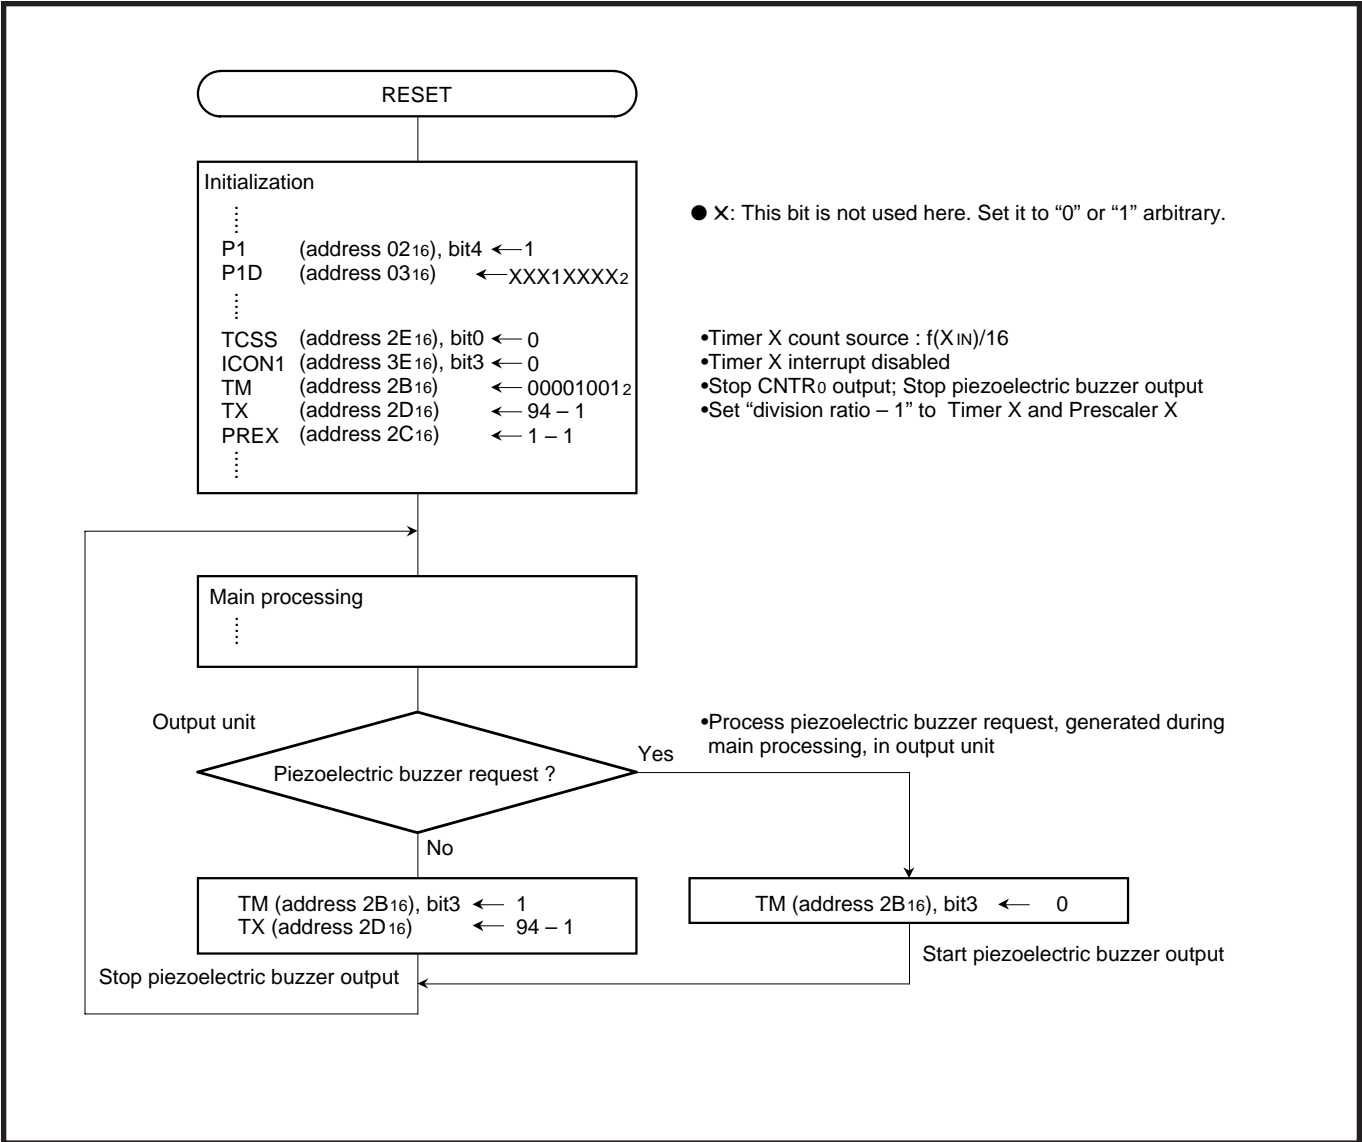 RESET
Initialization
● ✕: This bit is not used here. Set it to “0” or “1” arbitrary.
P1 (address 0216), bit4 ← 1
P1D (address 0316) ← XXX1XXXX2
TCSS (address 2E16), bit0 ← 0 •Timer X count source : f(XIN)/16
ICON1 (address 3E16), bit3 ← 0 •Timer X interrupt disabled
TM (address 2B16) ← 000010012 •Stop CNTR0 output; Stop piezoelectric buzzer output
TX (address 2D16) ← 94 – 1 •Set “division ratio – 1” to Timer X and Prescaler X
PREX (address 2C16) ← 1 – 1
Main processing
Output unit
•Process piezoelectric buzzer request, generated during
main processing, in output unit
Yes
Piezoelectric buzzer request ?
No
TM (address 2B16), bit3 ← 1
TX (address 2D16) ← 94 – 1
TM (address 2B16), bit3 ← 0
Start piezoelectric buzzer output
Stop piezoelectric buzzer output